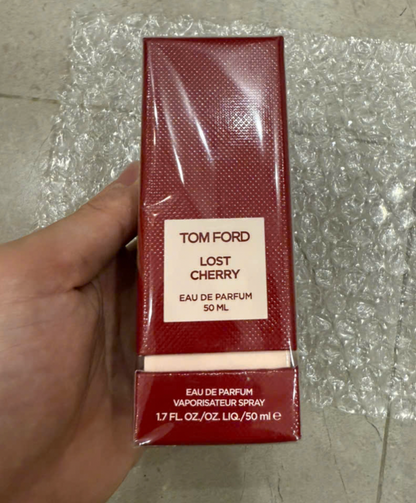 TOM FORD
LOST
CHERRY
EAU DE PARFUM
50 ML
EAU DE PARFUM
VAPORISATEUR SPRAY
1.7 FL. OZ./OZ. LIQ./50 ml ℮